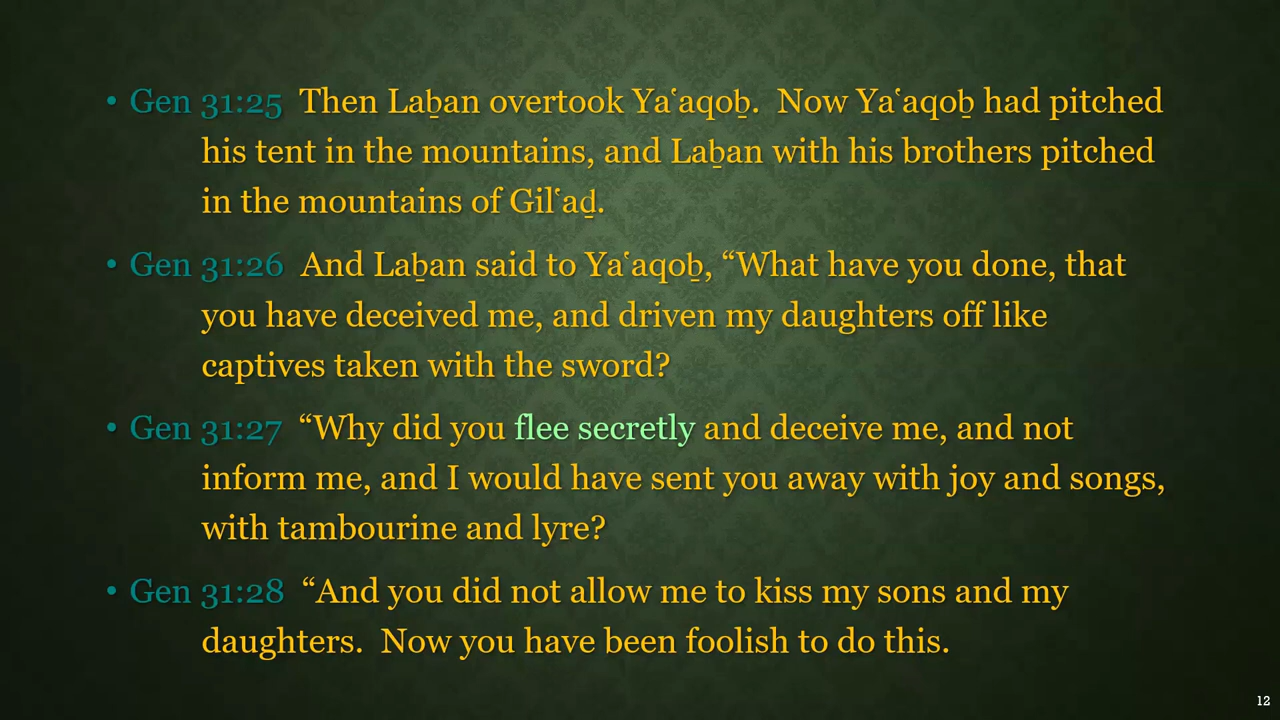 • Gen 31:25  Then Laḇan overtook Yaʽaqoḇ.  Now Yaʽaqoḇ had pitched
his tent in the mountains, and Laḇan with his brothers pitched
in the mountains of Gilʽaḏ.
• Gen 31:26  And Laḇan said to Yaʽaqoḇ, “What have you done, that
you have deceived me, and driven my daughters off like
captives taken with the sword?
• Gen 31:27  “Why did you flee secretly and deceive me, and not
inform me, and I would have sent you away with joy and songs,
with tambourine and lyre?
• Gen 31:28  “And you did not allow me to kiss my sons and my
daughters.  Now you have been foolish to do this.
12